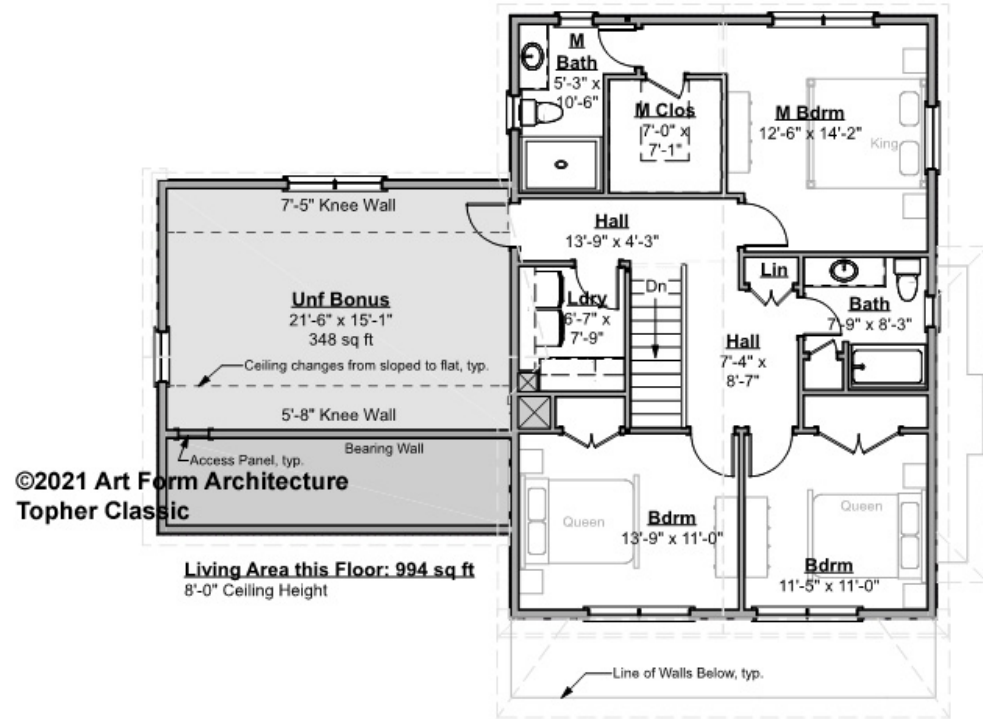 M
Bath
5'-3" x
10'-6"
M Clos
7'-0" x
7'-1"
M Bdrm
12'-6" x 14'-2"
King
7'-5" Knee Wall
Hall
13'-9" x 4'-3"
Unf Bonus
21'-6" x 15'-1"
348 sq ft
Ldry
6'-7" x
7'-9"
Dn
Lin
Bath
7'-9" x 8'-3"
Hall
7'-4" x
8'-7"
Ceiling changes from sloped to flat, typ.
5'-8" Knee Wall
Bearing Wall
Access Panel, typ.
©2021 Art Form Architecture
Topher Classic
Queen
Bdrm
13'-9" x 11'-0"
Queen
Bdrm
11'-5" x 11'-0"
Living Area this Floor: 994 sq ft
8'-0" Ceiling Height
Line of Walls Below, typ.